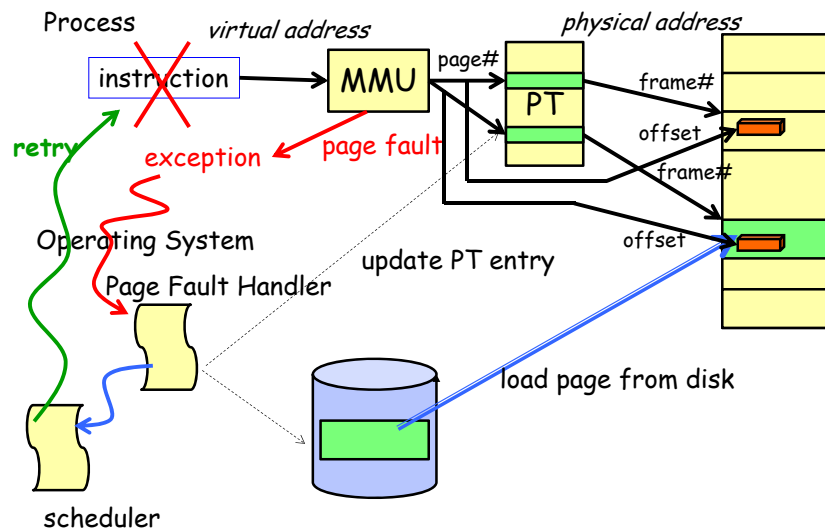 Process
virtual address
physical address
instruction
MMU
page#
PT
frame#
offset
retry
exception
page fault
frame#
Operating System
offset
update PT entry
Page Fault Handler
load page from disk
scheduler